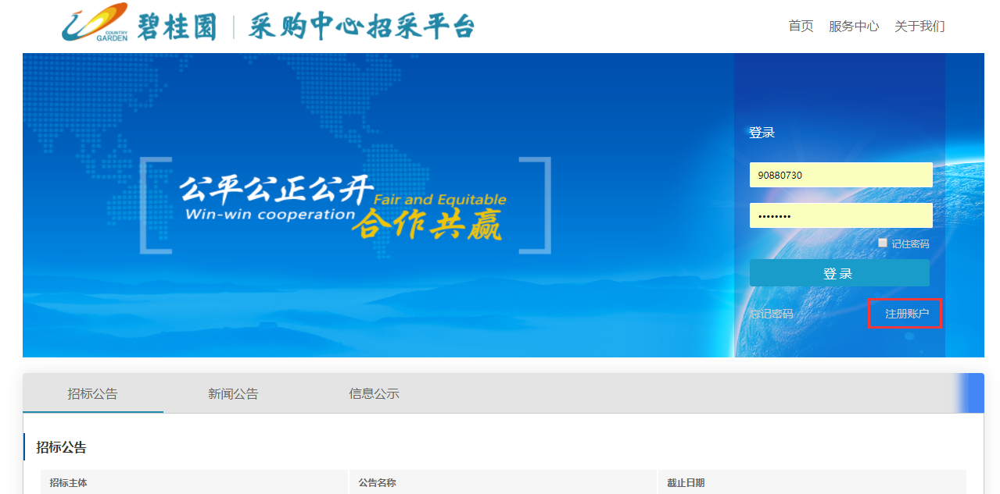 COUNTRY GARDEN 碧桂園 | 采购中心招采平台
首页 服务中心 关于我们
登录
90880730
••••••••
公平公正公开
Fair and Equitable
Win-win cooperation
合作共赢
记住密码
登 录
忘记密码 注册账户
招标公告 新闻公告 信息公示
招标公告
招标主体 公告名称 截止日期